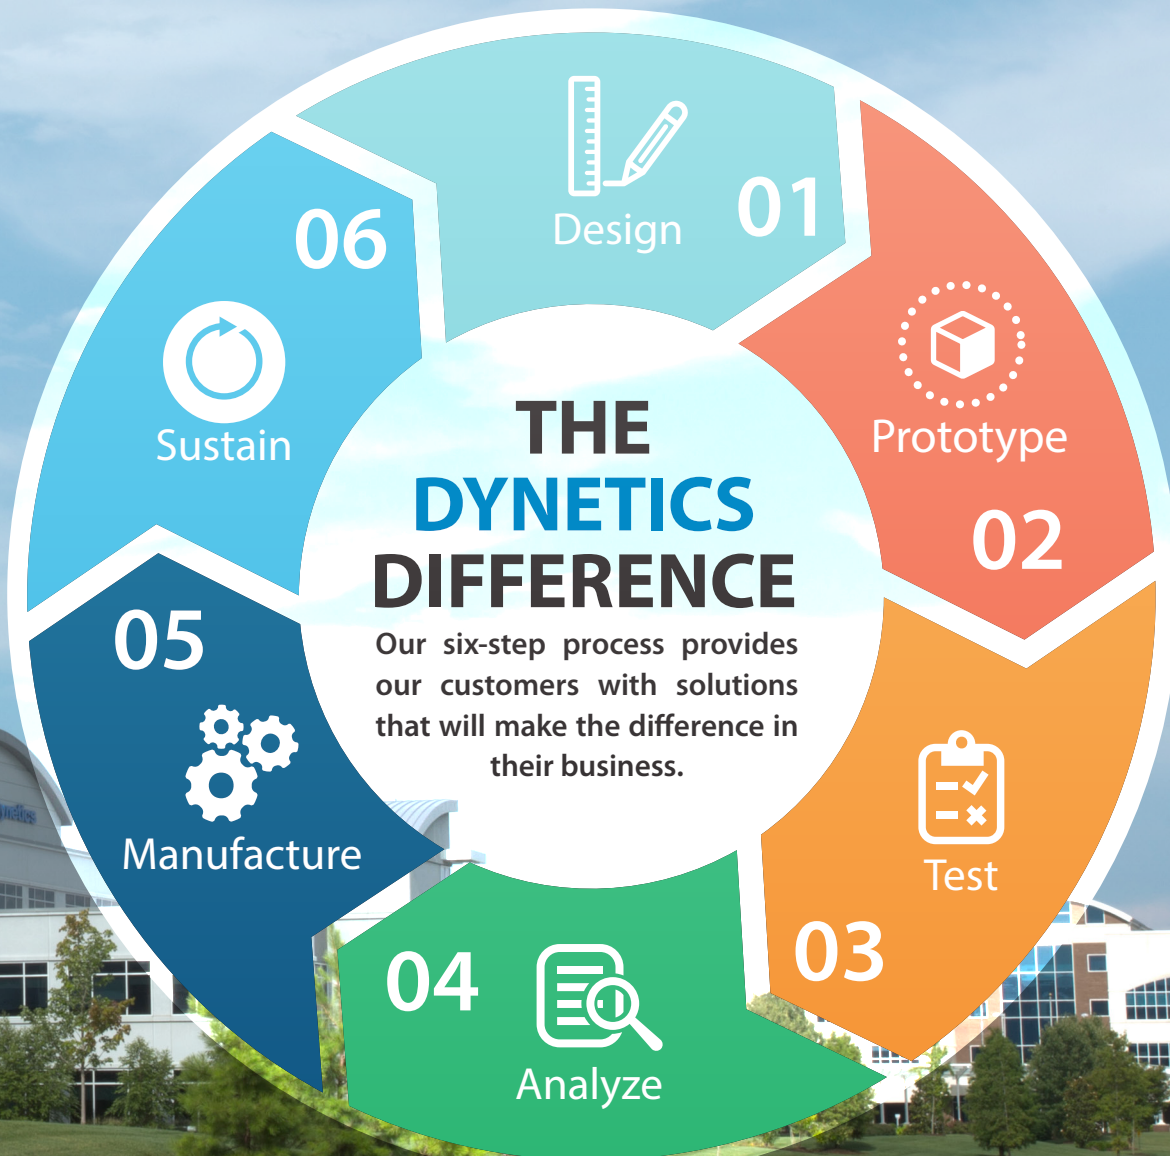 Design
01
Prototype
02
Test
03
04
Analyze
05
Manufacture
06
Sustain
THE
DYNETICS
DIFFERENCE
Our six-step process provides
our customers with solutions
that will make the difference in
their business.